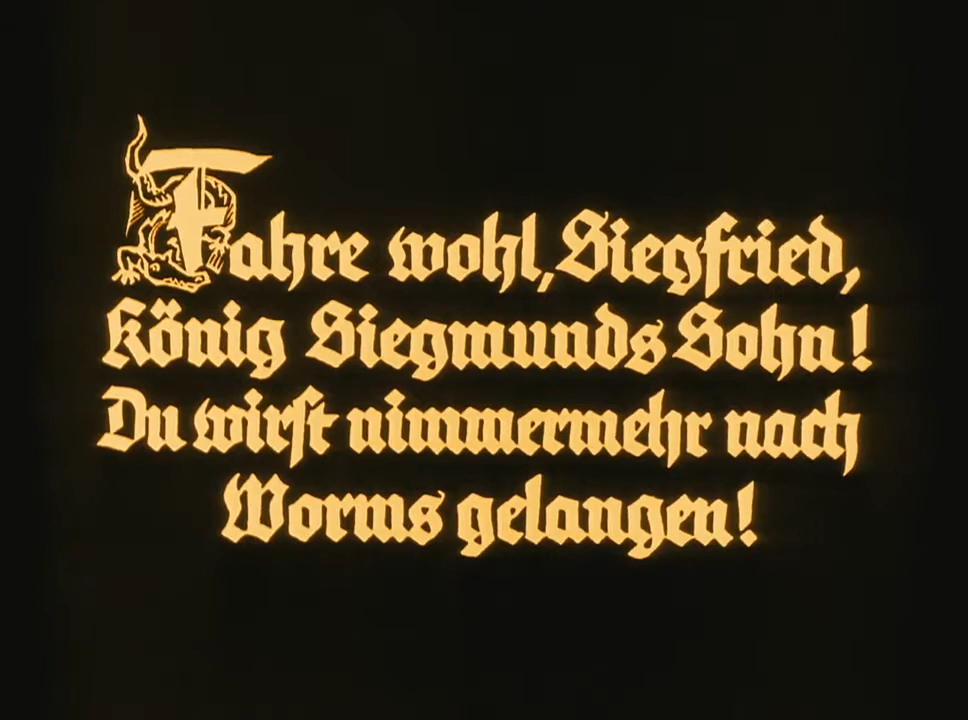 Fahre wohl, Siegfried,
König Siegmunds Sohn!
Du wirst nimmermehr nach
Worms gelangen!